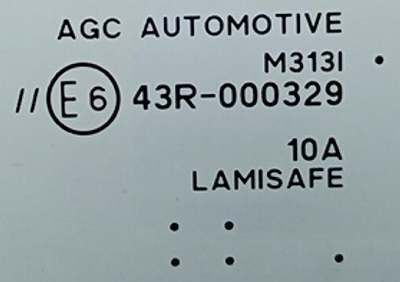 AGC AUTOMOTIVE
M313I
// E6 43R-000329
10A
LAMISAFE